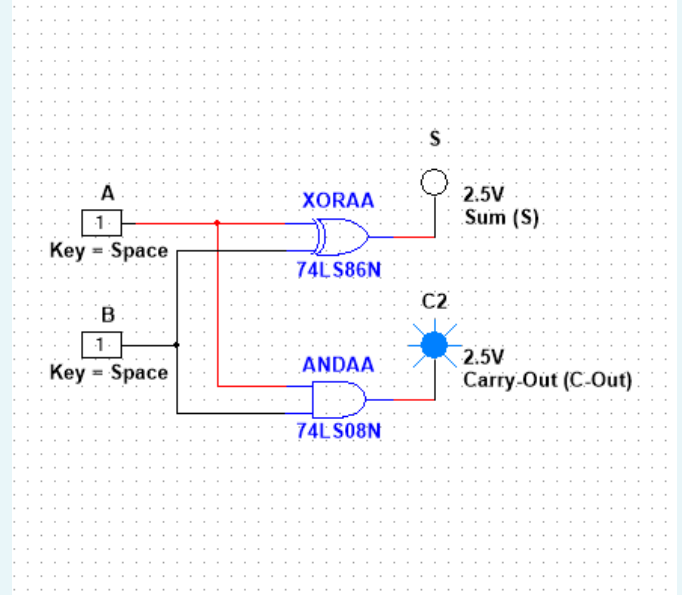 S
A
1
Key = Space
XORAA
74LS86N
2.5V
Sum (S)
B
1
Key = Space
ANDAA
74LS08N
C2
2.5V
Carry-Out (C-Out)